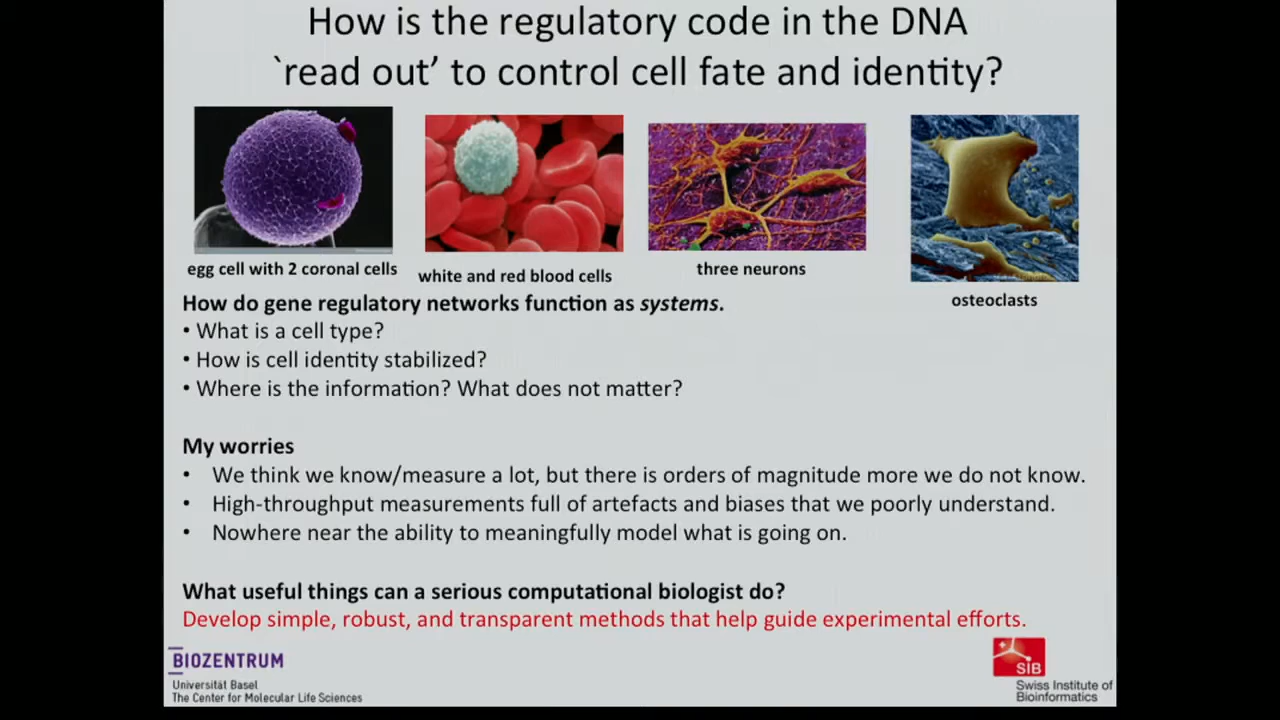 How is the regulatory code in the DNA
`read out’ to control cell fate and identity?
egg cell with 2 coronal cells
white and red blood cells
three neurons
osteoclasts
How do gene regulatory networks function as systems.
• What is a cell type?
• How is cell identity stabilized?
• Where is the information? What does not matter?
My worries
• We think we know/measure a lot, but there is orders of magnitude more we do not know.
• High-throughput measurements full of artefacts and biases that we poorly understand.
• Nowhere near the ability to meaningfully model what is going on.
What useful things can a serious computational biologist do?
Develop simple, robust, and transparent methods that help guide experimental efforts.
BIOZENTRUM
Universität Basel
The Center for Molecular Life Sciences
SIB
Swiss Institute of
Bioinformatics